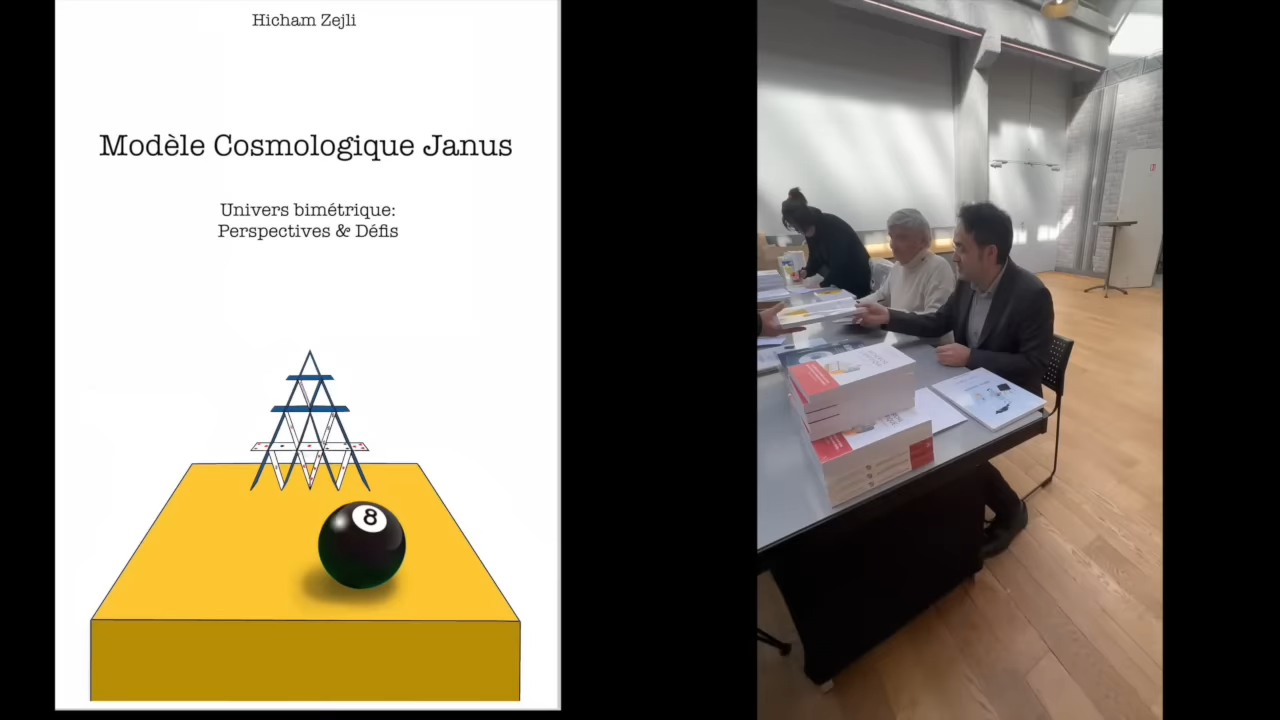 Hicham Zejli
Modèle Cosmologique Janus
Univers bimétrique:
Perspectives & Défis
8